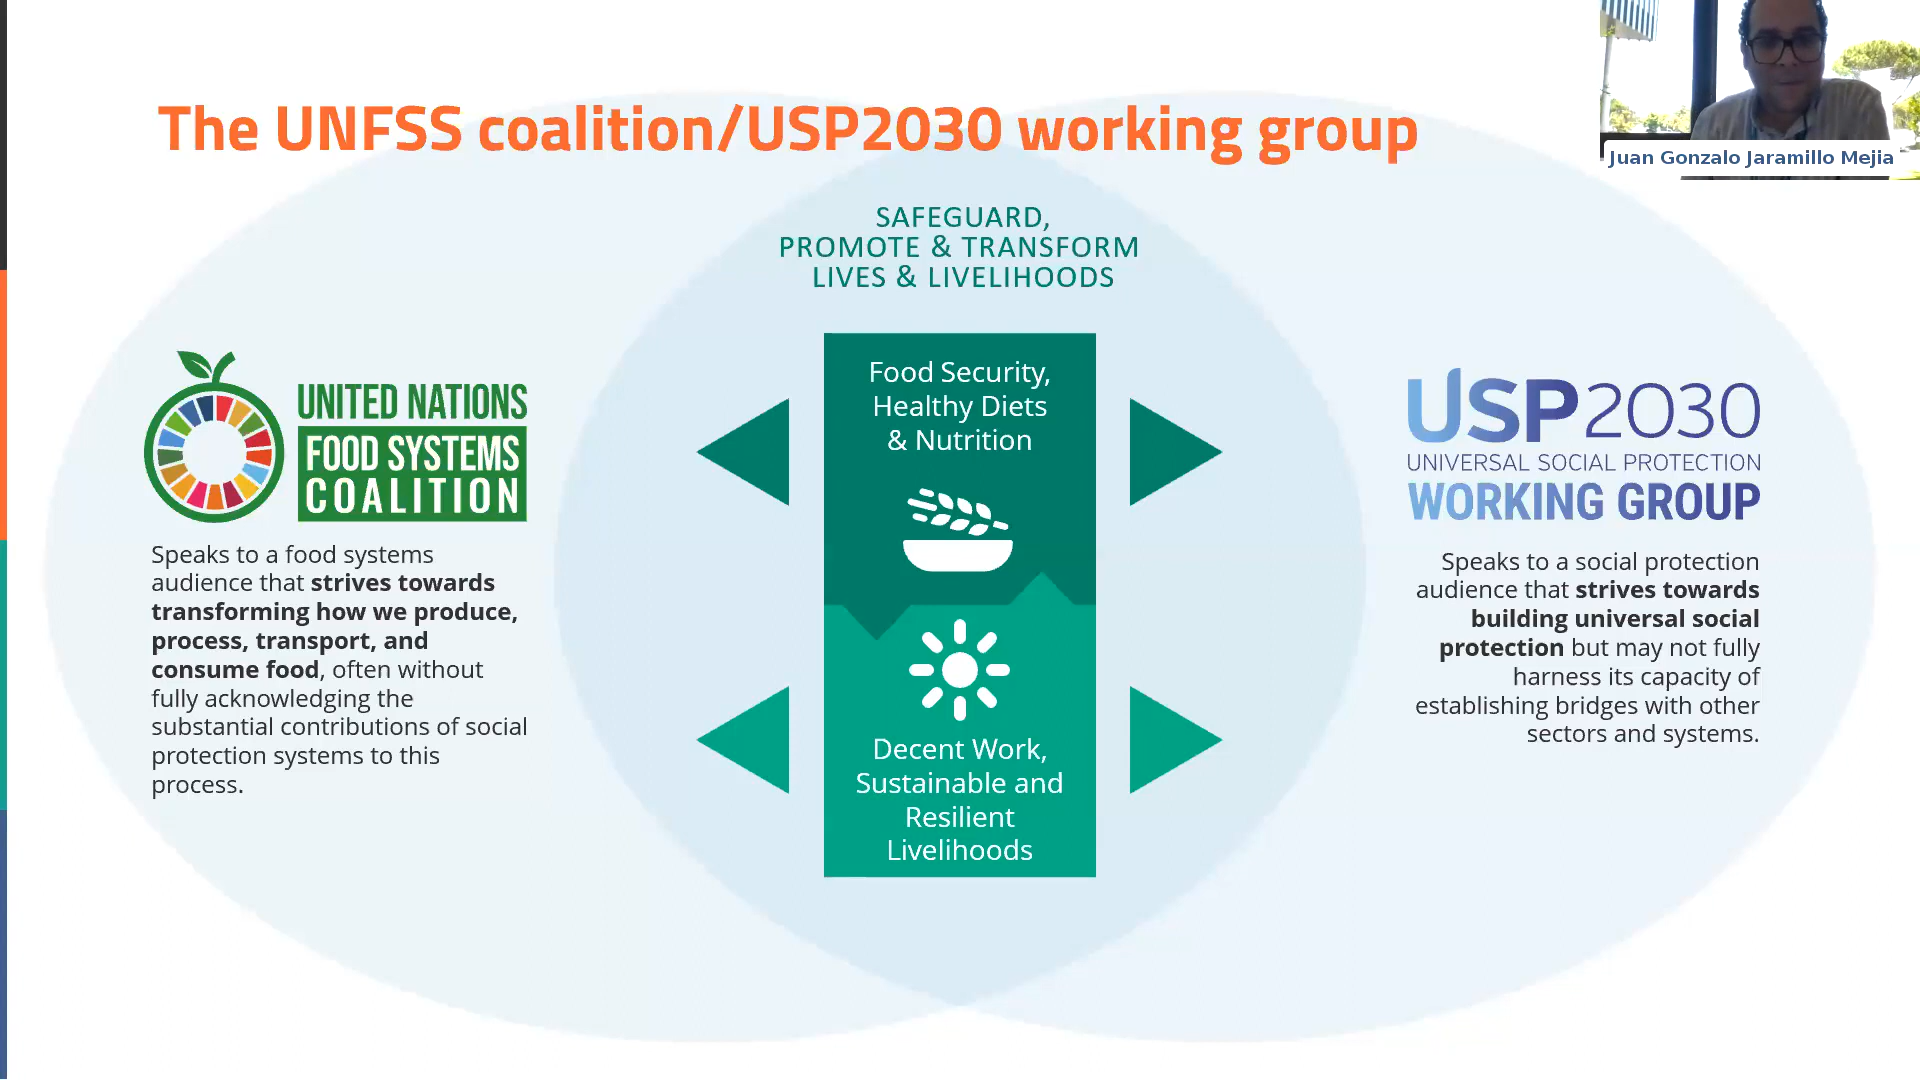 The UNFSS coalition/USP2030 working group
Juan Gonzalo Jaramillo Mejia
SAFEGUARD,
PROMOTE & TRANSFORM
LIVES & LIVELIHOODS
UNITED NATIONS
FOOD SYSTEMS
COALITION
Speaks to a food systems
audience that strives towards
transforming how we produce,
process, transport, and
consume food, often without
fully acknowledging the
substantial contributions of social
protection systems to this
process.
Food Security,
Healthy Diets
& Nutrition
Decent Work,
Sustainable and
Resilient
Livelihoods
USP2030
UNIVERSAL SOCIAL PROTECTION
WORKING GROUP
Speaks to a social protection
audience that strives towards
building universal social
protection but may not fully
harness its capacity of
establishing bridges with other
sectors and systems.